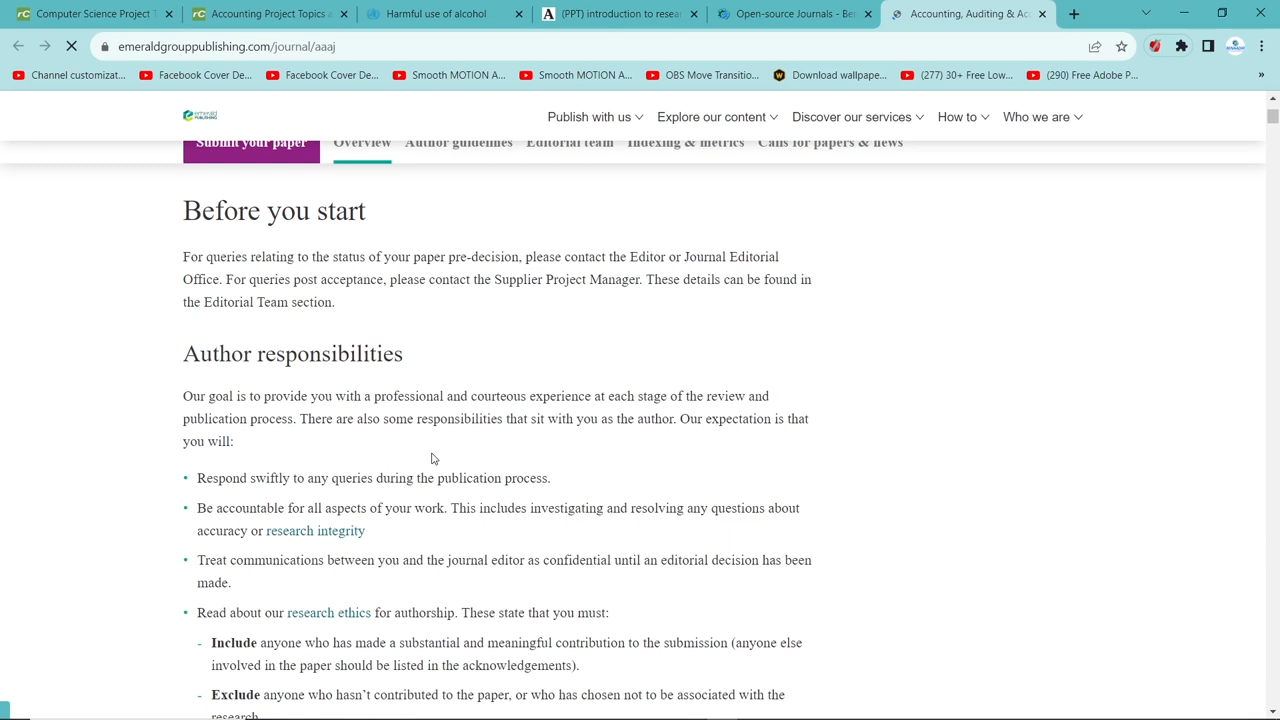 Computer Science Project T
effects use of alcohol
(PPT) introduction to resear
Open-source Journals - Be
Accounting, Auditing & Acc
emeraldgrouppublishing.com/journal/aaaj
Channel customizat...
Facebook Cover De...
Facebook Cover De...
Smooth MOTION A...
Smooth MOTION A...
OBS Move Transitio...
Download wallpape...
(277) 30+ Free Low...
(290) Free Adobe P...
»
emerald
PUBLISHING
Publish with us
Explore our content
Discover our services
How to
Who we are
Submit your paper
Overview
Author guidelines
Editorial team
Indexing & metrics
Calls for papers & news
Before you start
For queries relating to the status of your paper pre-decision, please contact the Editor or Journal Editorial
Office. For queries post acceptance, please contact the Supplier Project Manager. These details can be found in
the Editorial Team section.
Author responsibilities
Our goal is to provide you with a professional and courteous experience at each stage of the review and
publication process. There are also some responsibilities that sit with you as the author. Our expectation is that
you will:
• Respond swiftly to any queries during the publication process.
• Be accountable for all aspects of your work. This includes investigating and resolving any questions about
accuracy or research integrity
• Treat communications between you and the journal editor as confidential until an editorial decision has been
made.
• Read about our research ethics for authorship. These state that you must:
- Include anyone who has made a substantial and meaningful contribution to the submission (anyone else
involved in the paper should be listed in the acknowledgements).
- Exclude anyone who hasn't contributed to the paper, or who has chosen not to be associated with the
research.